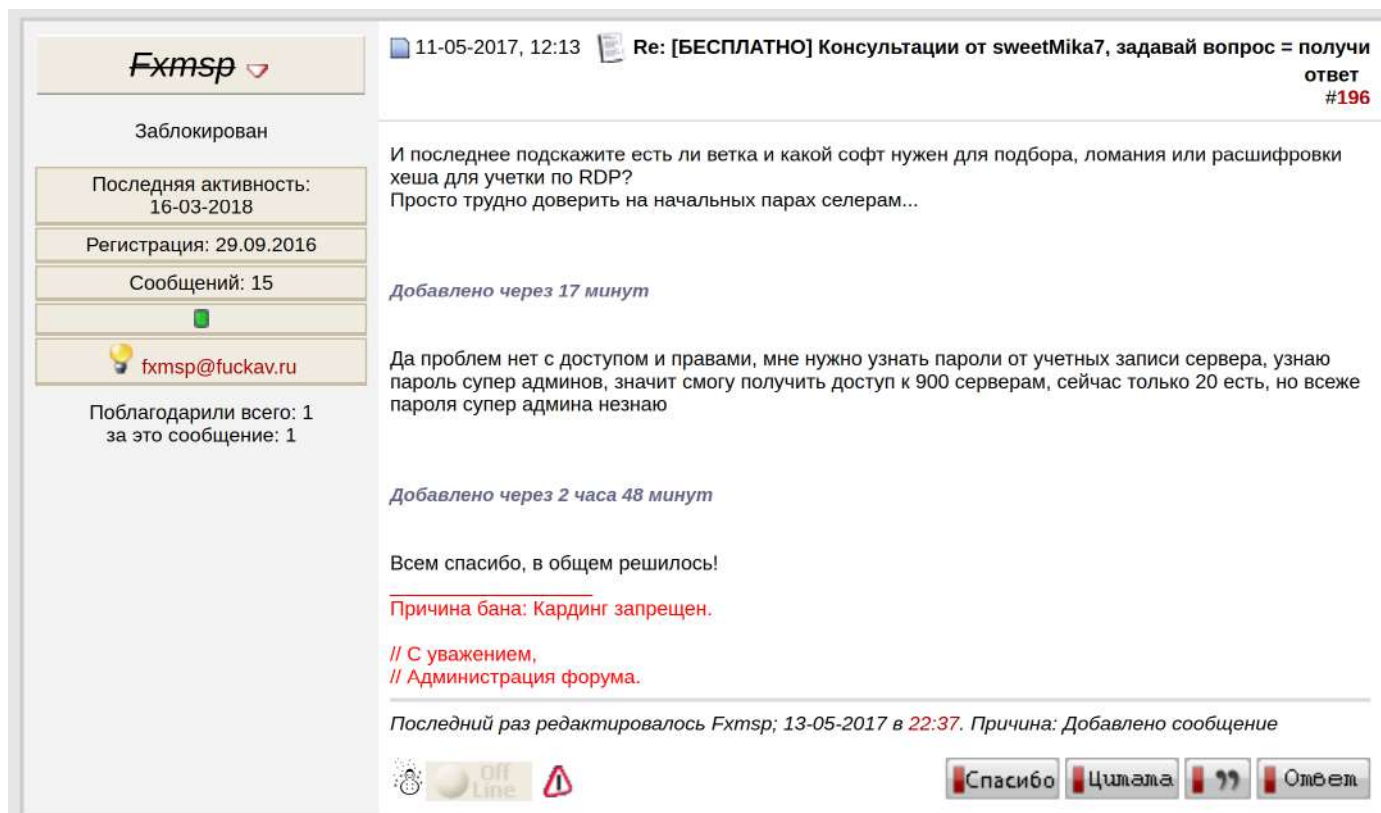 Fxmsp
Заблокирован
Последняя активность:
16-03-2018
Регистрация: 29.09.2016
Сообщений: 15
fxmsp@fuckav.ru
Поблагодарили всего: 1
за это сообщение: 1
11-05-2017, 12:13 Re: [БЕСПЛАТНО] Консультации от sweetMika7, задавай вопрос = получи
ответ
#196
И последнее подскажите есть ли ветка и какой софт нужен для подбора, ломания или расшифровки
хеша для учетки по RDP?
Просто трудно доверить на начальных парах селерам...
Добавлено через 17 минут
Да проблем нет с доступом и правами, мне нужно узнать пароли от учетных записи сервера, узнаю
пароль супер админов, значит смогу получить доступ к 900 серверам, сейчас только 20 есть, но всеже
пароля супер админа незнаю
Добавлено через 2 часа 48 минут
Всем спасибо, в общем решилось!
Причина бана: Кардинг запрещен.
// С уважением,
// Администрация форума.
Последний раз редактировалось Fxmsp; 13-05-2017 в 22:37. Причина: Добавлено сообщение
Off
Line
Спасибо Цитата " Ответ